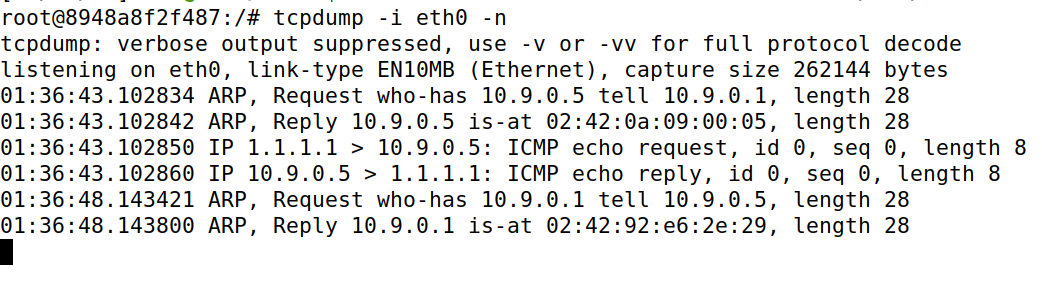 root@8948a8f2f487:/# tcpdump -i eth0 -n
tcpdump: verbose output suppressed, use -v or -vv for full protocol decode
listening on eth0, link-type EN10MB (Ethernet), capture size 262144 bytes
01:36:43.102834 ARP, Request who-has 10.9.0.5 tell 10.9.0.1, length 28
01:36:43.102842 ARP, Reply 10.9.0.5 is-at 02:42:0a:09:00:05, length 28
01:36:43.102850 IP 1.1.1.1 > 10.9.0.5: ICMP echo request, id 0, seq 0, length 8
01:36:43.102860 IP 10.9.0.5 > 1.1.1.1: ICMP echo reply, id 0, seq 0, length 8
01:36:48.143421 ARP, Request who-has 10.9.0.1 tell 10.9.0.5, length 28
01:36:48.143800 ARP, Reply 10.9.0.1 is-at 02:42:92:e6:2e:29, length 28